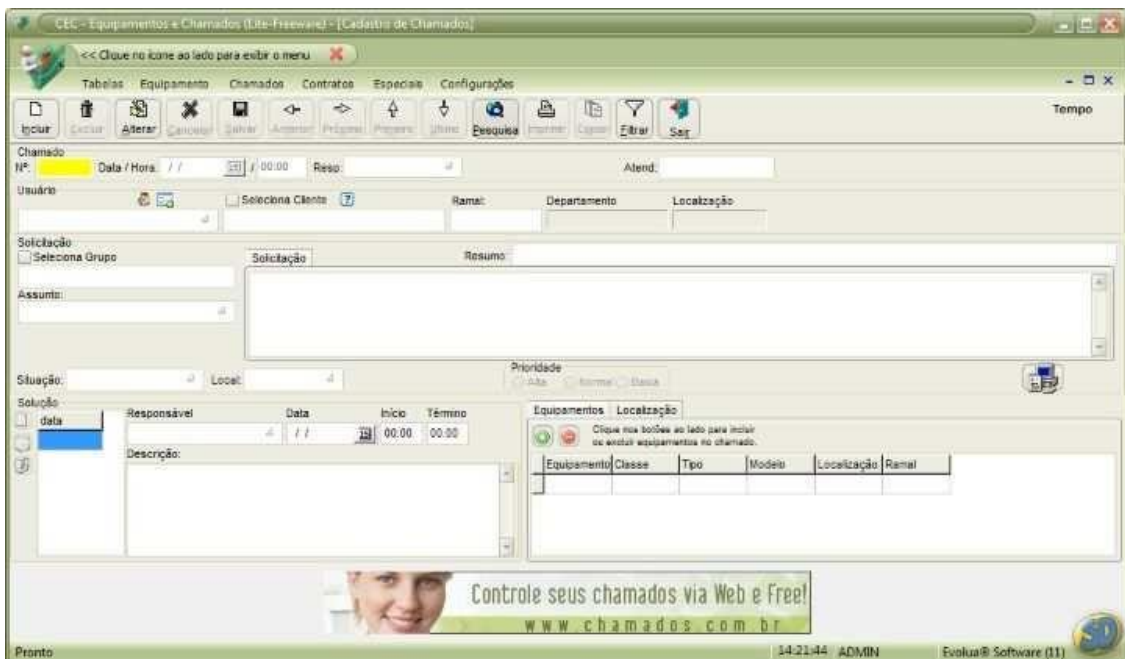 CEC - Equipamentos e Chamados (Lite-Freeware) - [Cadastro de Chamados]
<< Clique no ícone ao lado para exibir o menu
Tabelas Equipamento Chamados Contratos Especiais Configurações
Incluir Excluir Alterar Cancelar Salvar Anterior Próximo Primeiro Último Pesquisa Imprimir Copiar Filtrar Sair Tempo
Chamado
Nº: Data / Hora: / / / 00:00 Resp: Atend:
Usuário
Seleciona Cliente Ramal: Departamento Localização
Solicitação
Seleciona Grupo Solicitação Resumo:
Assunto:
Situação: Local: Prioridade
Alta Normal Baixa
Solução
data Responsável Data Início Término Equipamentos Localização
/ / 00:00 00:00 Clique nos botões ao lado para incluir
ou excluir equipamentos no chamado.
Descrição:
Equipamento Classe Tipo Modelo Localização Ramal
Controle seus chamados via Web e Free!
www.chamados.com.br
SD
Pronto 14:21:44 ADMIN Evolua® Software (11)